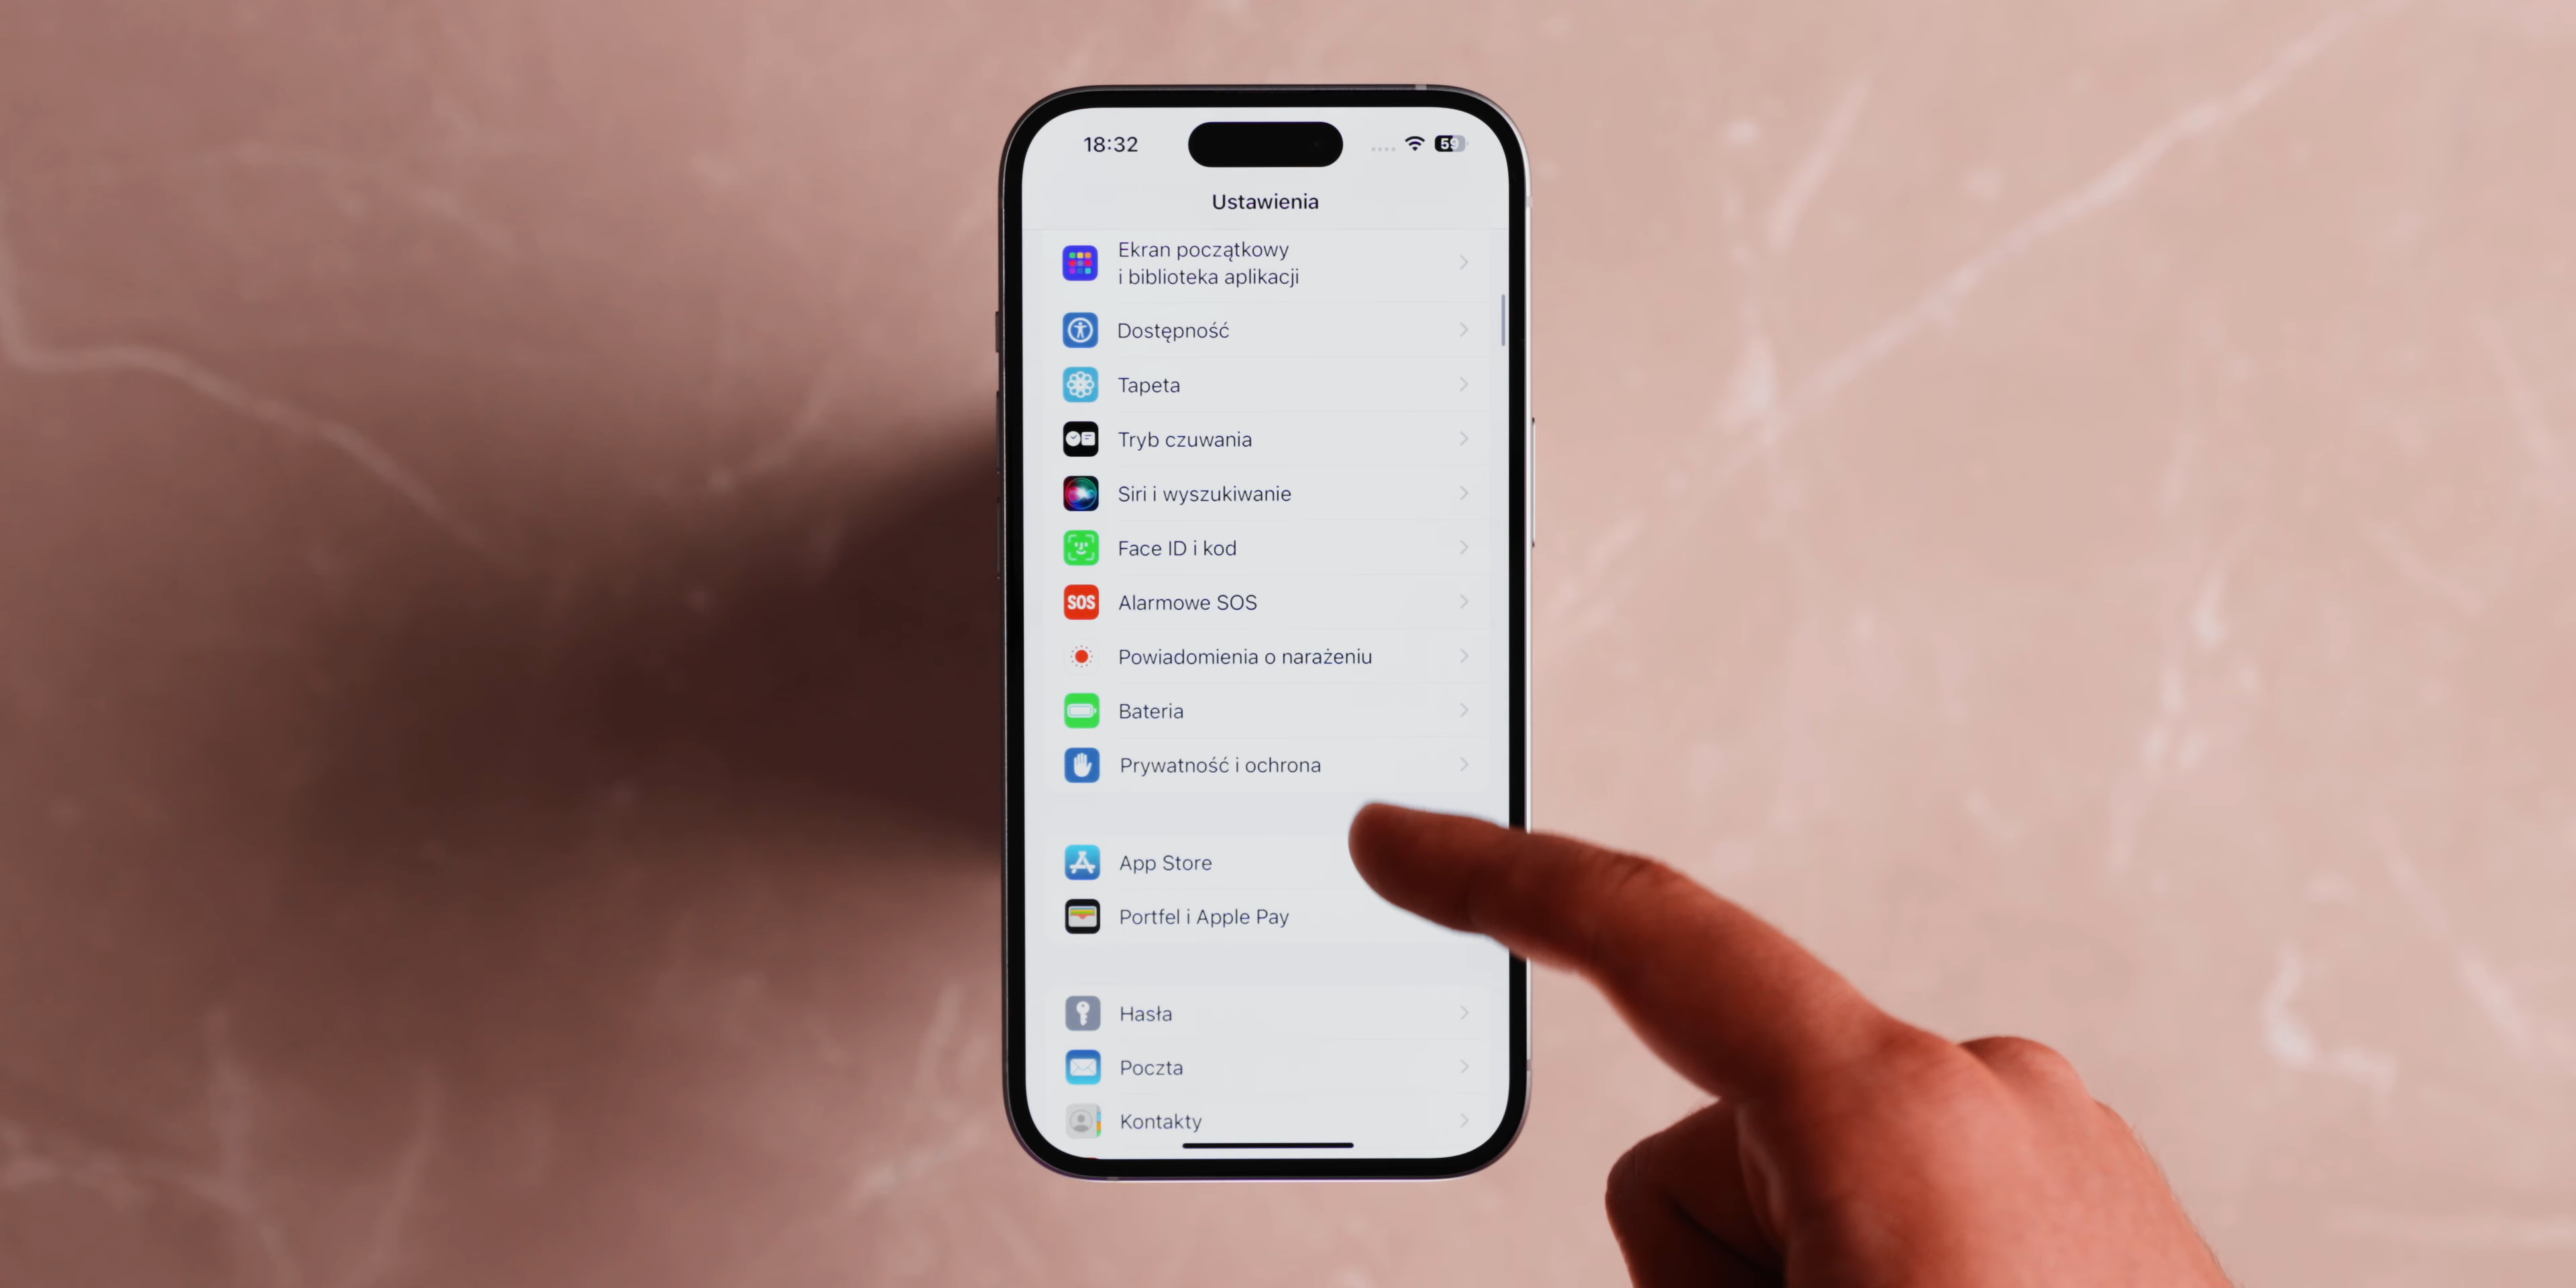 18:32
59
Ustawienia
Ekran początkowy
i biblioteka aplikacji
Dostępność
Tapeta
Tryb czuwania
Siri i wyszukiwanie
Face ID i kod
SOS
Alarmowe SOS
Powiadomienia o narażeniu
Bateria
Prywatność i ochrona
App Store
Portfel i Apple Pay
Hasła
Poczta
Kontakty